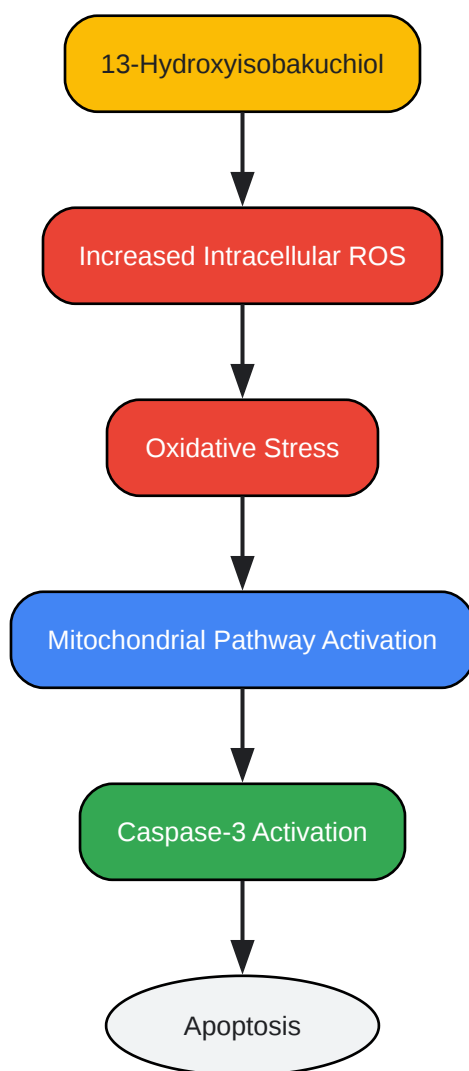 13-Hydroxyisobakuchiol
Increased Intracellular ROS
Oxidative Stress
Mitochondrial Pathway Activation
Caspase-3 Activation
Apoptosis